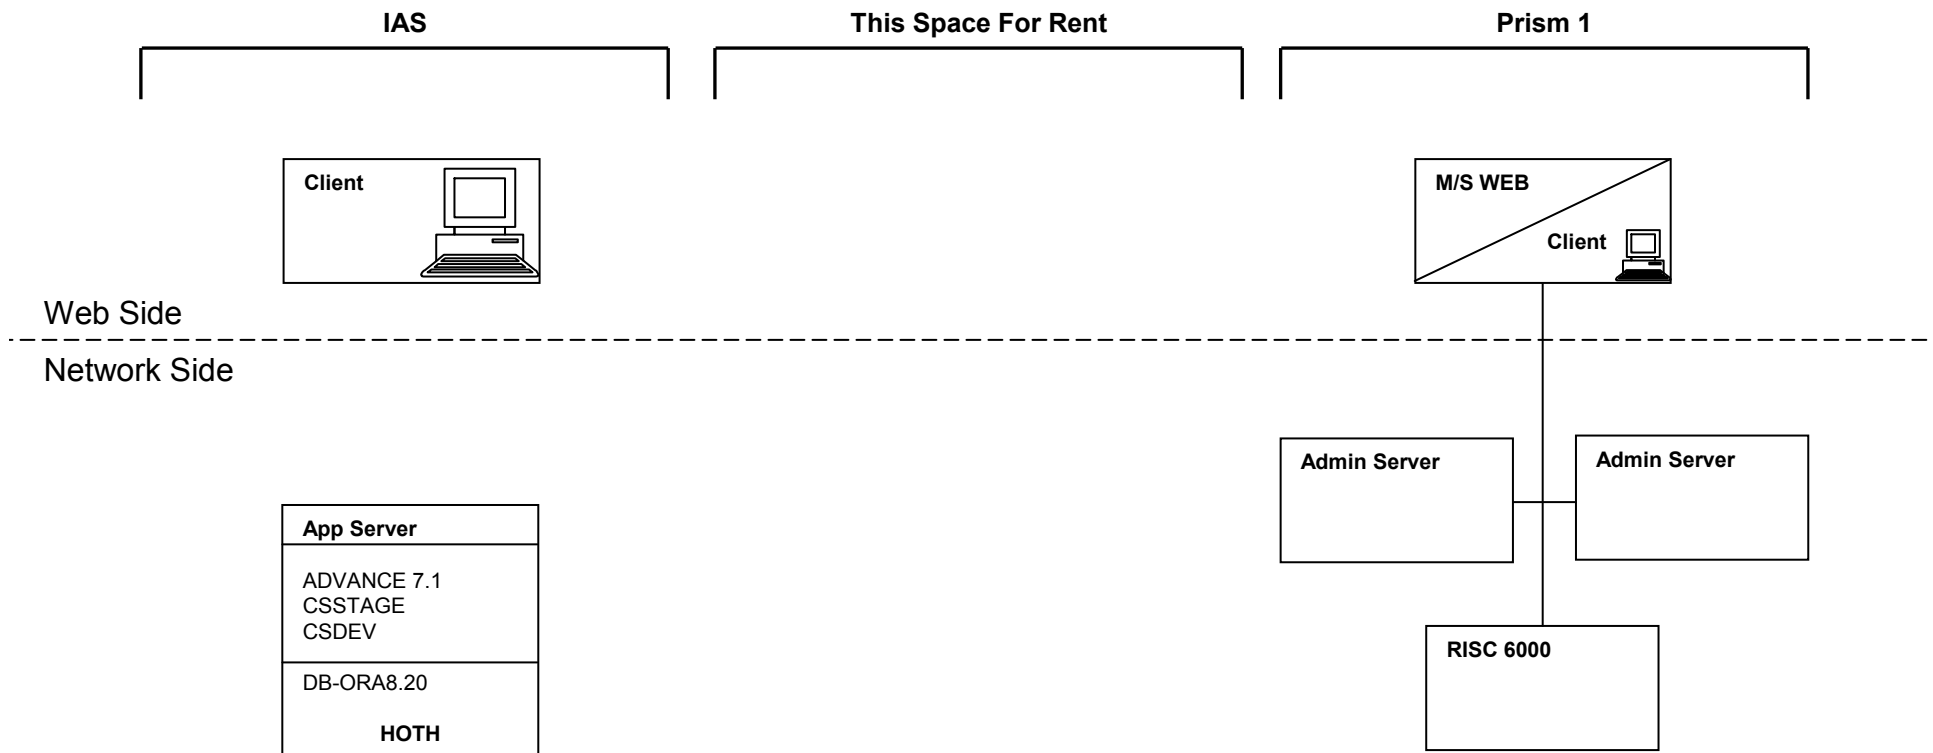 IAS
This Space For Rent
Prism 1
Client
M/S WEB
Client
Web Side
Network Side
Admin Server
Admin Server
App Server
ADVANCE 7.1
CSSTAGE
CSDEV
DB-ORA8.20
HOTH
RISC 6000